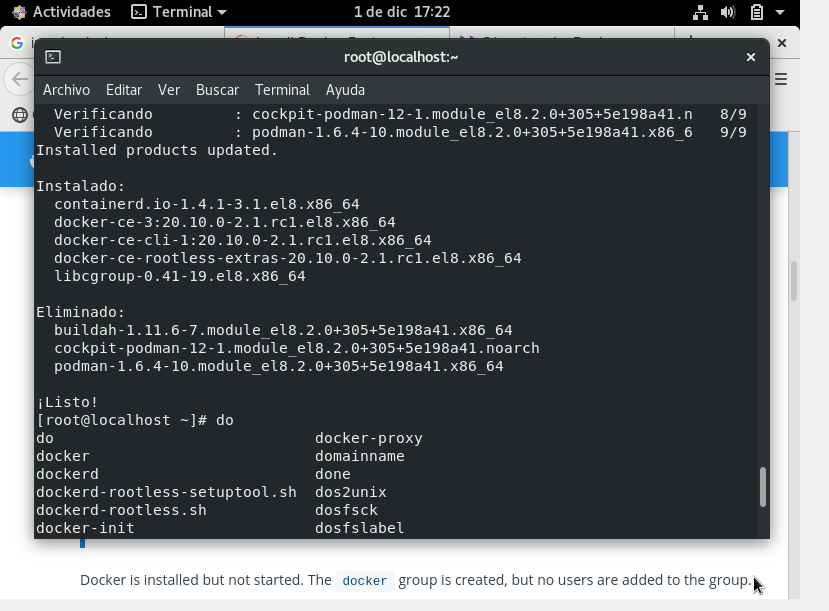 Actividades Terminal 1 de dic 17:22
root@localhost:~
Archivo Editar Ver Buscar Terminal Ayuda
Verificando : cockpit-podman-12-1.module_el8.2.0+305+5e198a41.n 8/9
Verificando : podman-1.6.4-10.module_el8.2.0+305+5e198a41.x86_6 9/9
Installed products updated.
Instalado:
containerd.io-1.4.1-3.1.el8.x86_64
docker-ce-3:20.10.0-2.1.rc1.el8.x86_64
docker-ce-cli-1:20.10.0-2.1.rc1.el8.x86_64
docker-ce-rootless-extras-20.10.0-2.1.rc1.el8.x86_64
libcgroup-0.41-19.el8.x86_64
Eliminado:
buildah-1.11.6-7.module_el8.2.0+305+5e198a41.x86_64
cockpit-podman-12-1.module_el8.2.0+305+5e198a41.noarch
podman-1.6.4-10.module_el8.2.0+305+5e198a41.x86_64
¡Listo!
[root@localhost ~]# do
do docker-proxy
docker domainname
dockerd done
dockerd-rootless-setuptool.sh dos2unix
dockerd-rootless.sh dosfsck
docker-init dosfslabel
Docker is installed but not started. The docker group is created, but no users are added to the group.